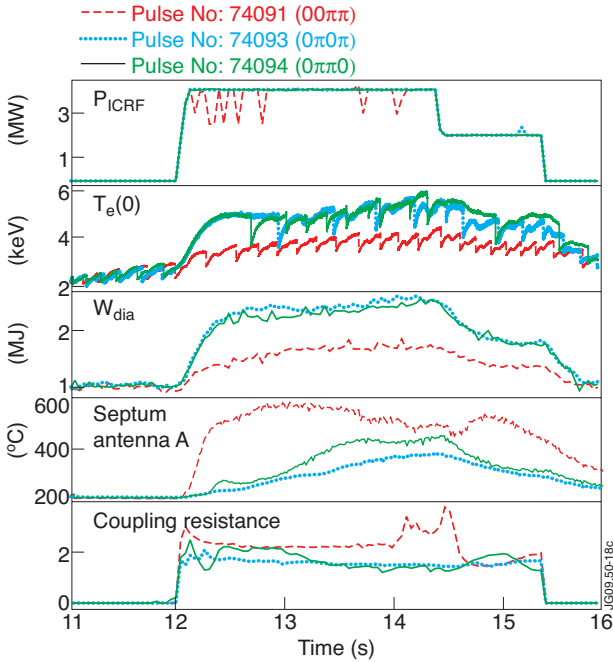 Pulse No: 74091 (00ππ)
Pulse No: 74093 (0π0π)
Pulse No: 74094 (0ππ0)
P_ICRF
(MW)
3
1
T_e(0)
(keV)
6
4
2
W_dia
(MJ)
2
2
1
Septum
antenna A
(ºC)
600
400
200
Coupling resistance
2
0
11 12 13 14 15 16
Time (s)
JG09.50-18c